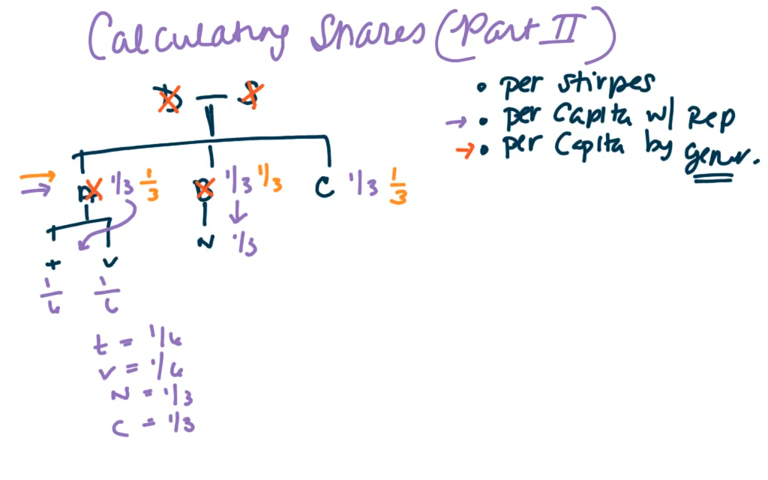 Calculating Shares (Part II)
• per stirpes
→ • per Capita w/ Rep
→ • per Capita by gener.
D — S
A 1/3 1/3
B 1/3 1/3
C 1/3 1/3
N 1/3
t v
1/6 1/6
t = 1/6
v = 1/6
N = 1/3
C = 1/3